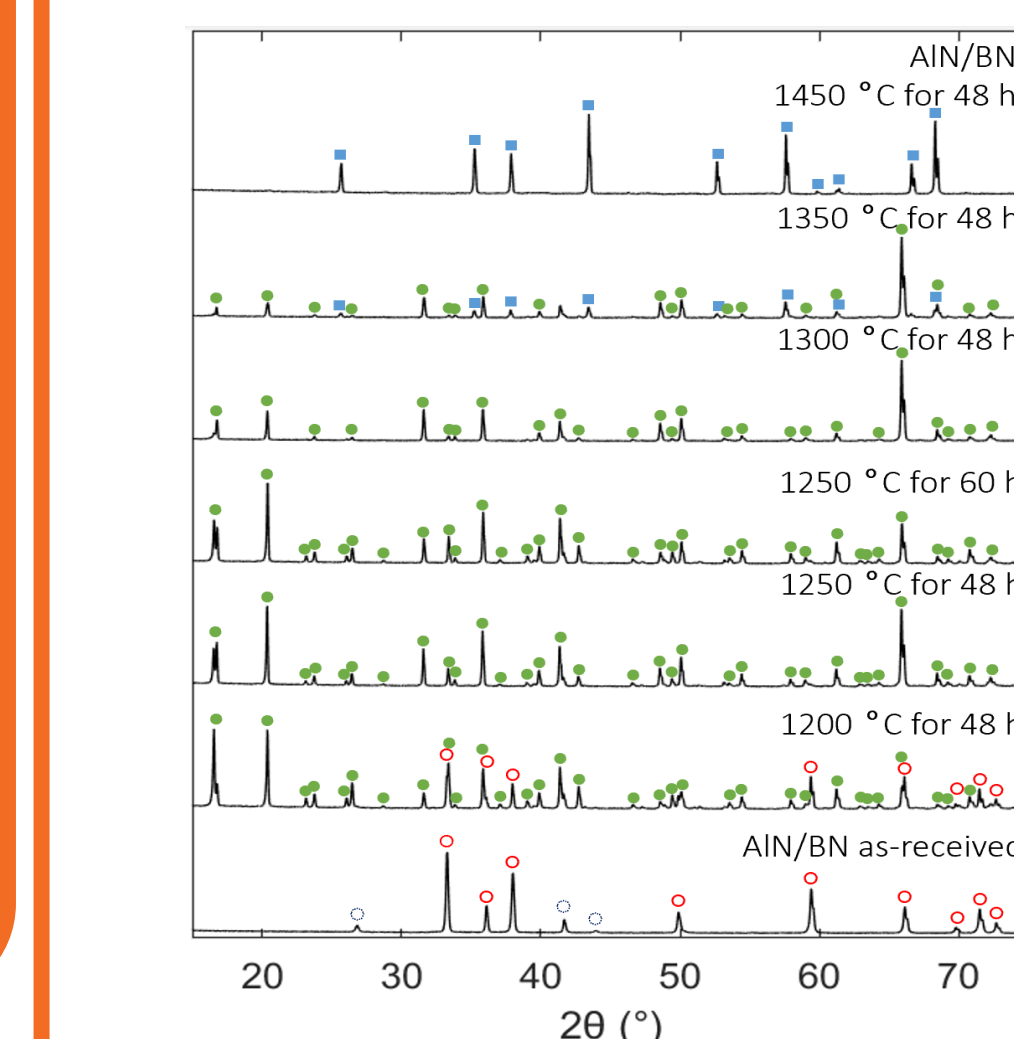 AlN/BN
1450 °C for 48 h
1350 °C for 48 h
1300 °C for 48 h
1250 °C for 60 h
1250 °C for 48 h
1200 °C for 48 h
AlN/BN as-received
20 30 40 50 60 70
2θ (°)